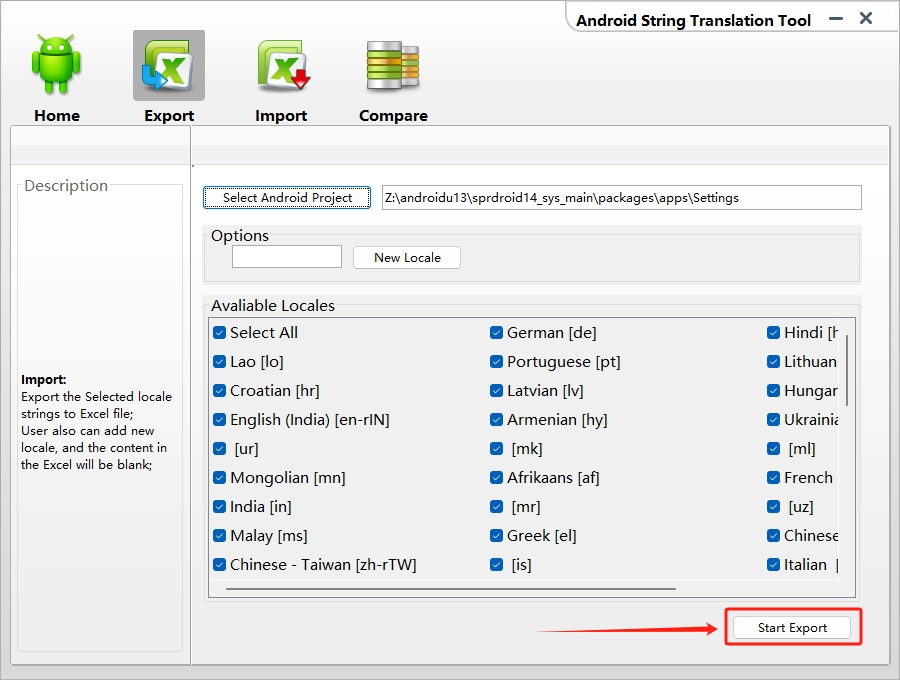 Android String Translation Tool
Home
Export
Import
Compare
Description
Import:
Export the Selected locale
strings to Excel file;
User also can add new
locale, and the content in
the Excel will be blank;
Select Android Project
Z:\androidu13\sprdroid14_sys_main\packages\apps\Settings
Options
New Locale
Avaliable Locales
Select All
German [de]
Hindi [h
Lao [lo]
Portuguese [pt]
Lithuan
Croatian [hr]
Latvian [lv]
Hungar
English (India) [en-rIN]
Armenian [hy]
Ukrainia
[ur]
[mk]
[ml]
Mongolian [mn]
Afrikaans [af]
French
India [in]
[mr]
[uz]
Malay [ms]
Greek [el]
Chinese
Chinese - Taiwan [zh-rTW]
[is]
Italian [
Start Export